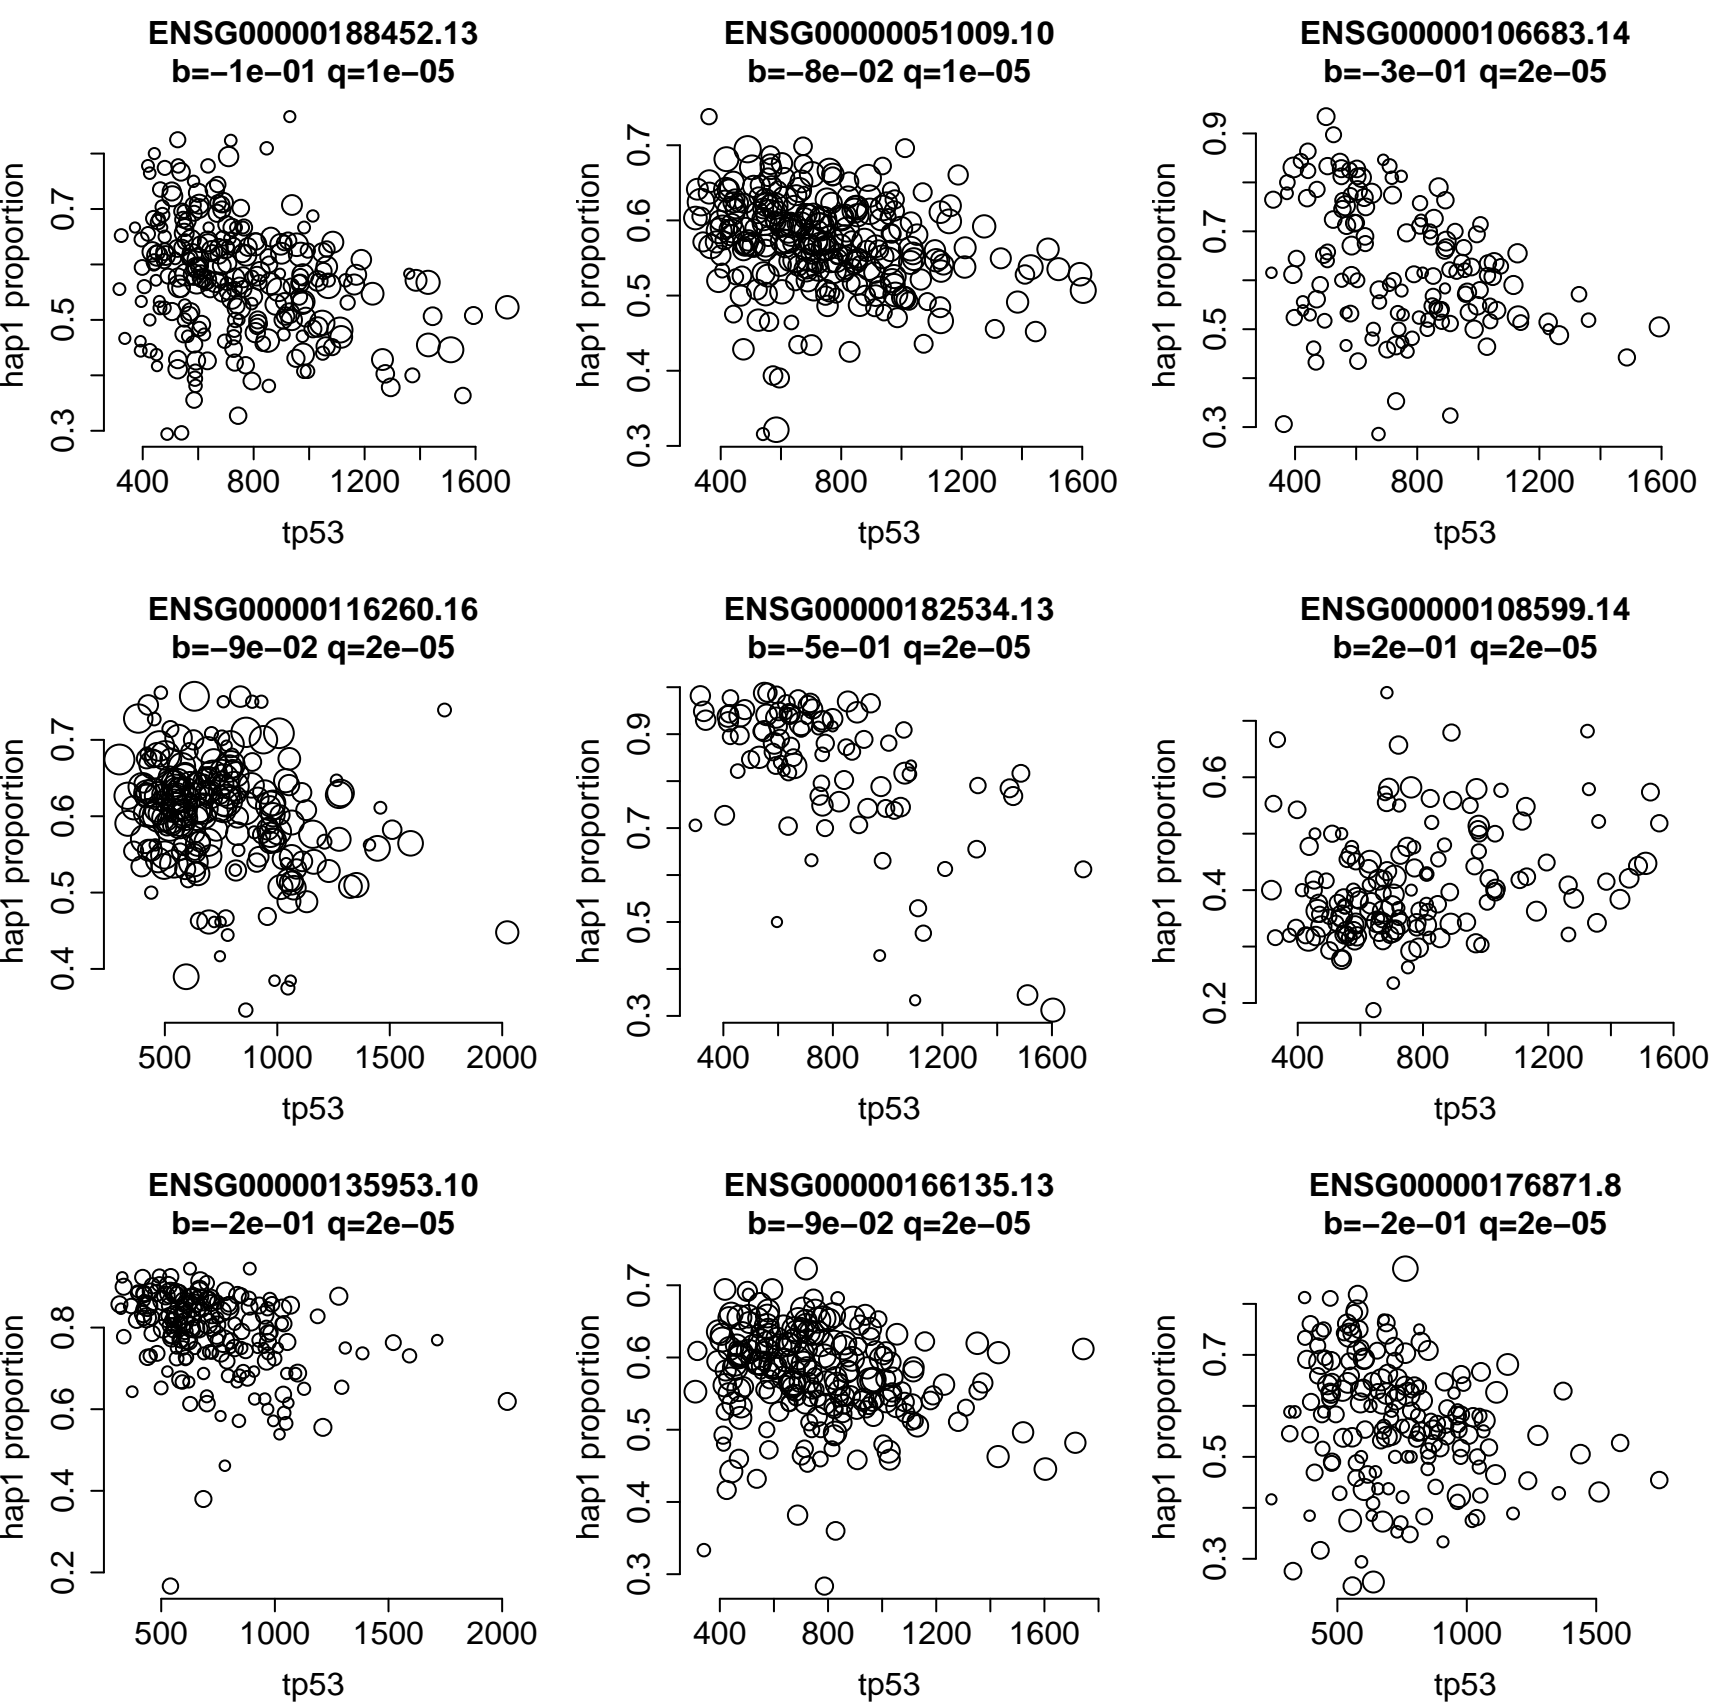 ENSG00000188452.13
b=−1e−01 q=1e−05
hap1 proportion
0.3 0.5 0.7
400 800 1200 1600
tp53
ENSG00000051009.10
b=−8e−02 q=1e−05
hap1 proportion
0.3 0.4 0.5 0.6 0.7
400 800 1200 1600
tp53
ENSG00000106683.14
b=−3e−01 q=2e−05
hap1 proportion
0.3 0.5 0.7 0.9
400 800 1200 1600
tp53
ENSG00000116260.16
b=−9e−02 q=2e−05
hap1 proportion
0.4 0.5 0.6 0.7
500 1000 1500 2000
tp53
ENSG00000182534.13
b=−5e−01 q=2e−05
hap1 proportion
0.3 0.5 0.7 0.9
400 800 1200 1600
tp53
ENSG00000108599.14
b=2e−01 q=2e−05
hap1 proportion
0.2 0.4 0.6
400 800 1200 1600
tp53
ENSG00000135953.10
b=−2e−01 q=2e−05
hap1 proportion
0.2 0.4 0.6 0.8
500 1000 1500 2000
tp53
ENSG00000166135.13
b=−9e−02 q=2e−05
hap1 proportion
0.3 0.4 0.5 0.6 0.7
400 800 1200 1600
tp53
ENSG00000176871.8
b=−2e−01 q=2e−05
hap1 proportion
0.3 0.5 0.7
500 1000 1500
tp53